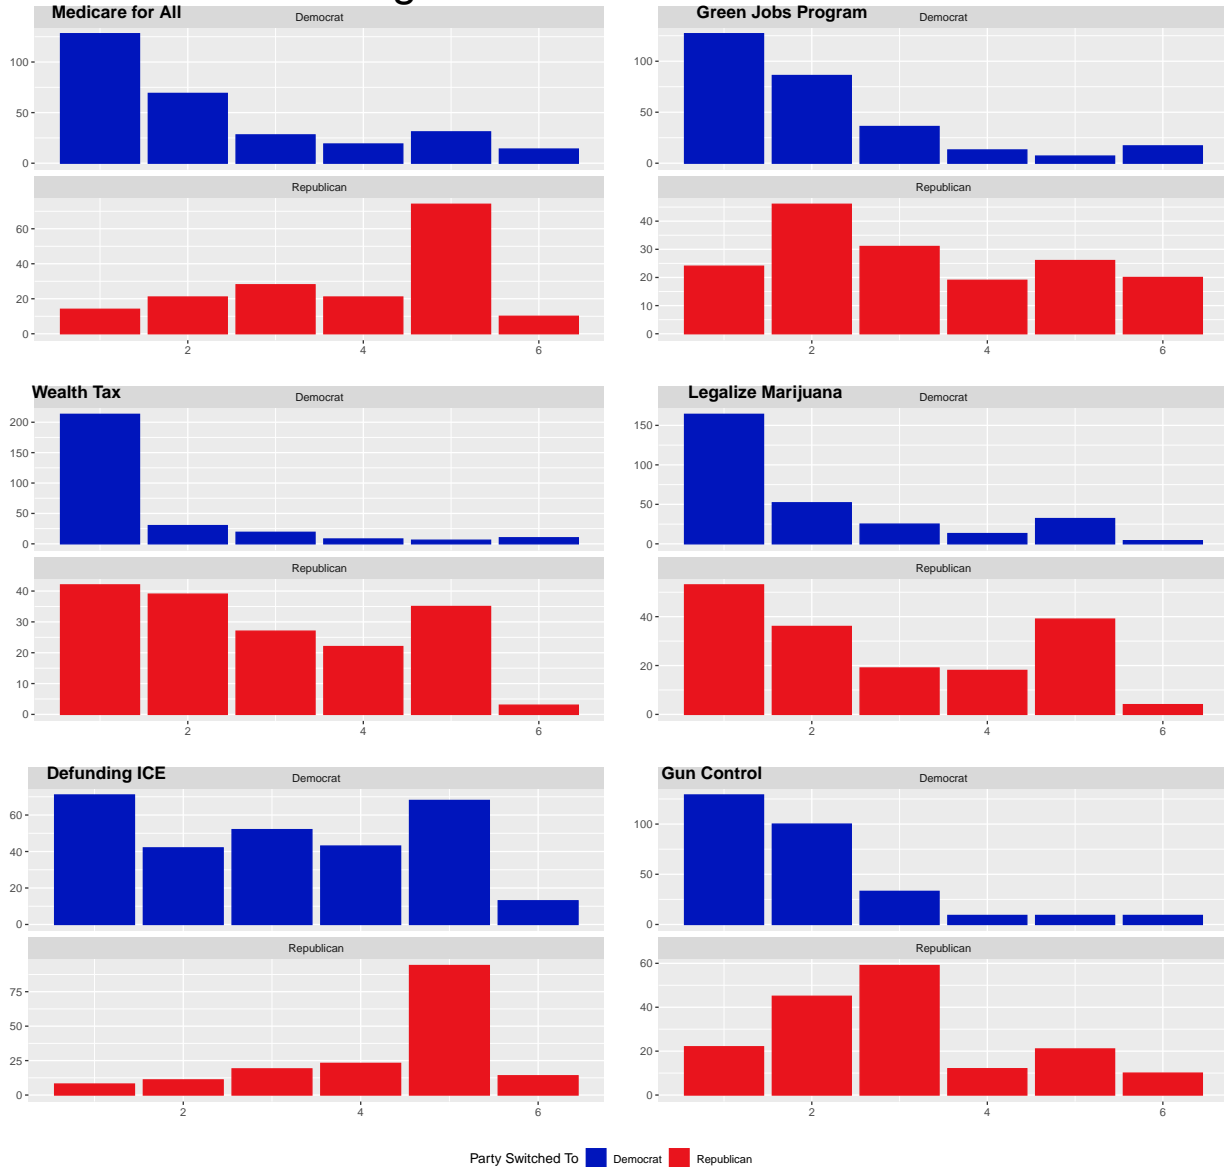 g
Medicare for All
Democrat
100
50
0
Republican
60
40
20
0
2 4 6
Green Jobs Program
Democrat
100
50
0
Republican
40
30
20
10
0
2 4 6
Wealth Tax
Democrat
200
150
100
50
0
Republican
40
30
20
10
0
2 4 6
Legalize Marijuana
Democrat
150
100
50
0
Republican
40
20
0
2 4 6
Defunding ICE
Democrat
60
40
20
0
Republican
75
50
25
0
2 4 6
Gun Control
Democrat
100
50
0
Republican
60
40
20
0
2 4 6
Party Switched To Democrat Republican